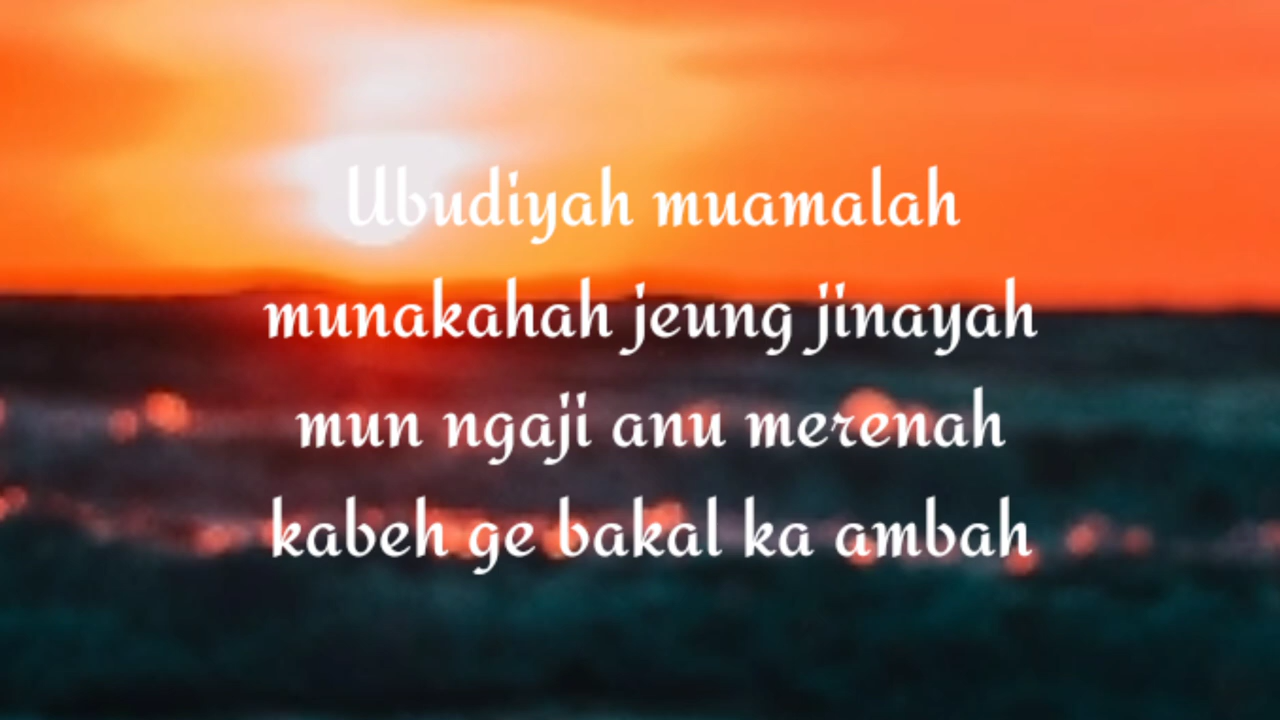 Ubudiyah muamalah
munakahah jeung jinayah
mun ngaji anu merenah
kabeh ge bakal ka ambah